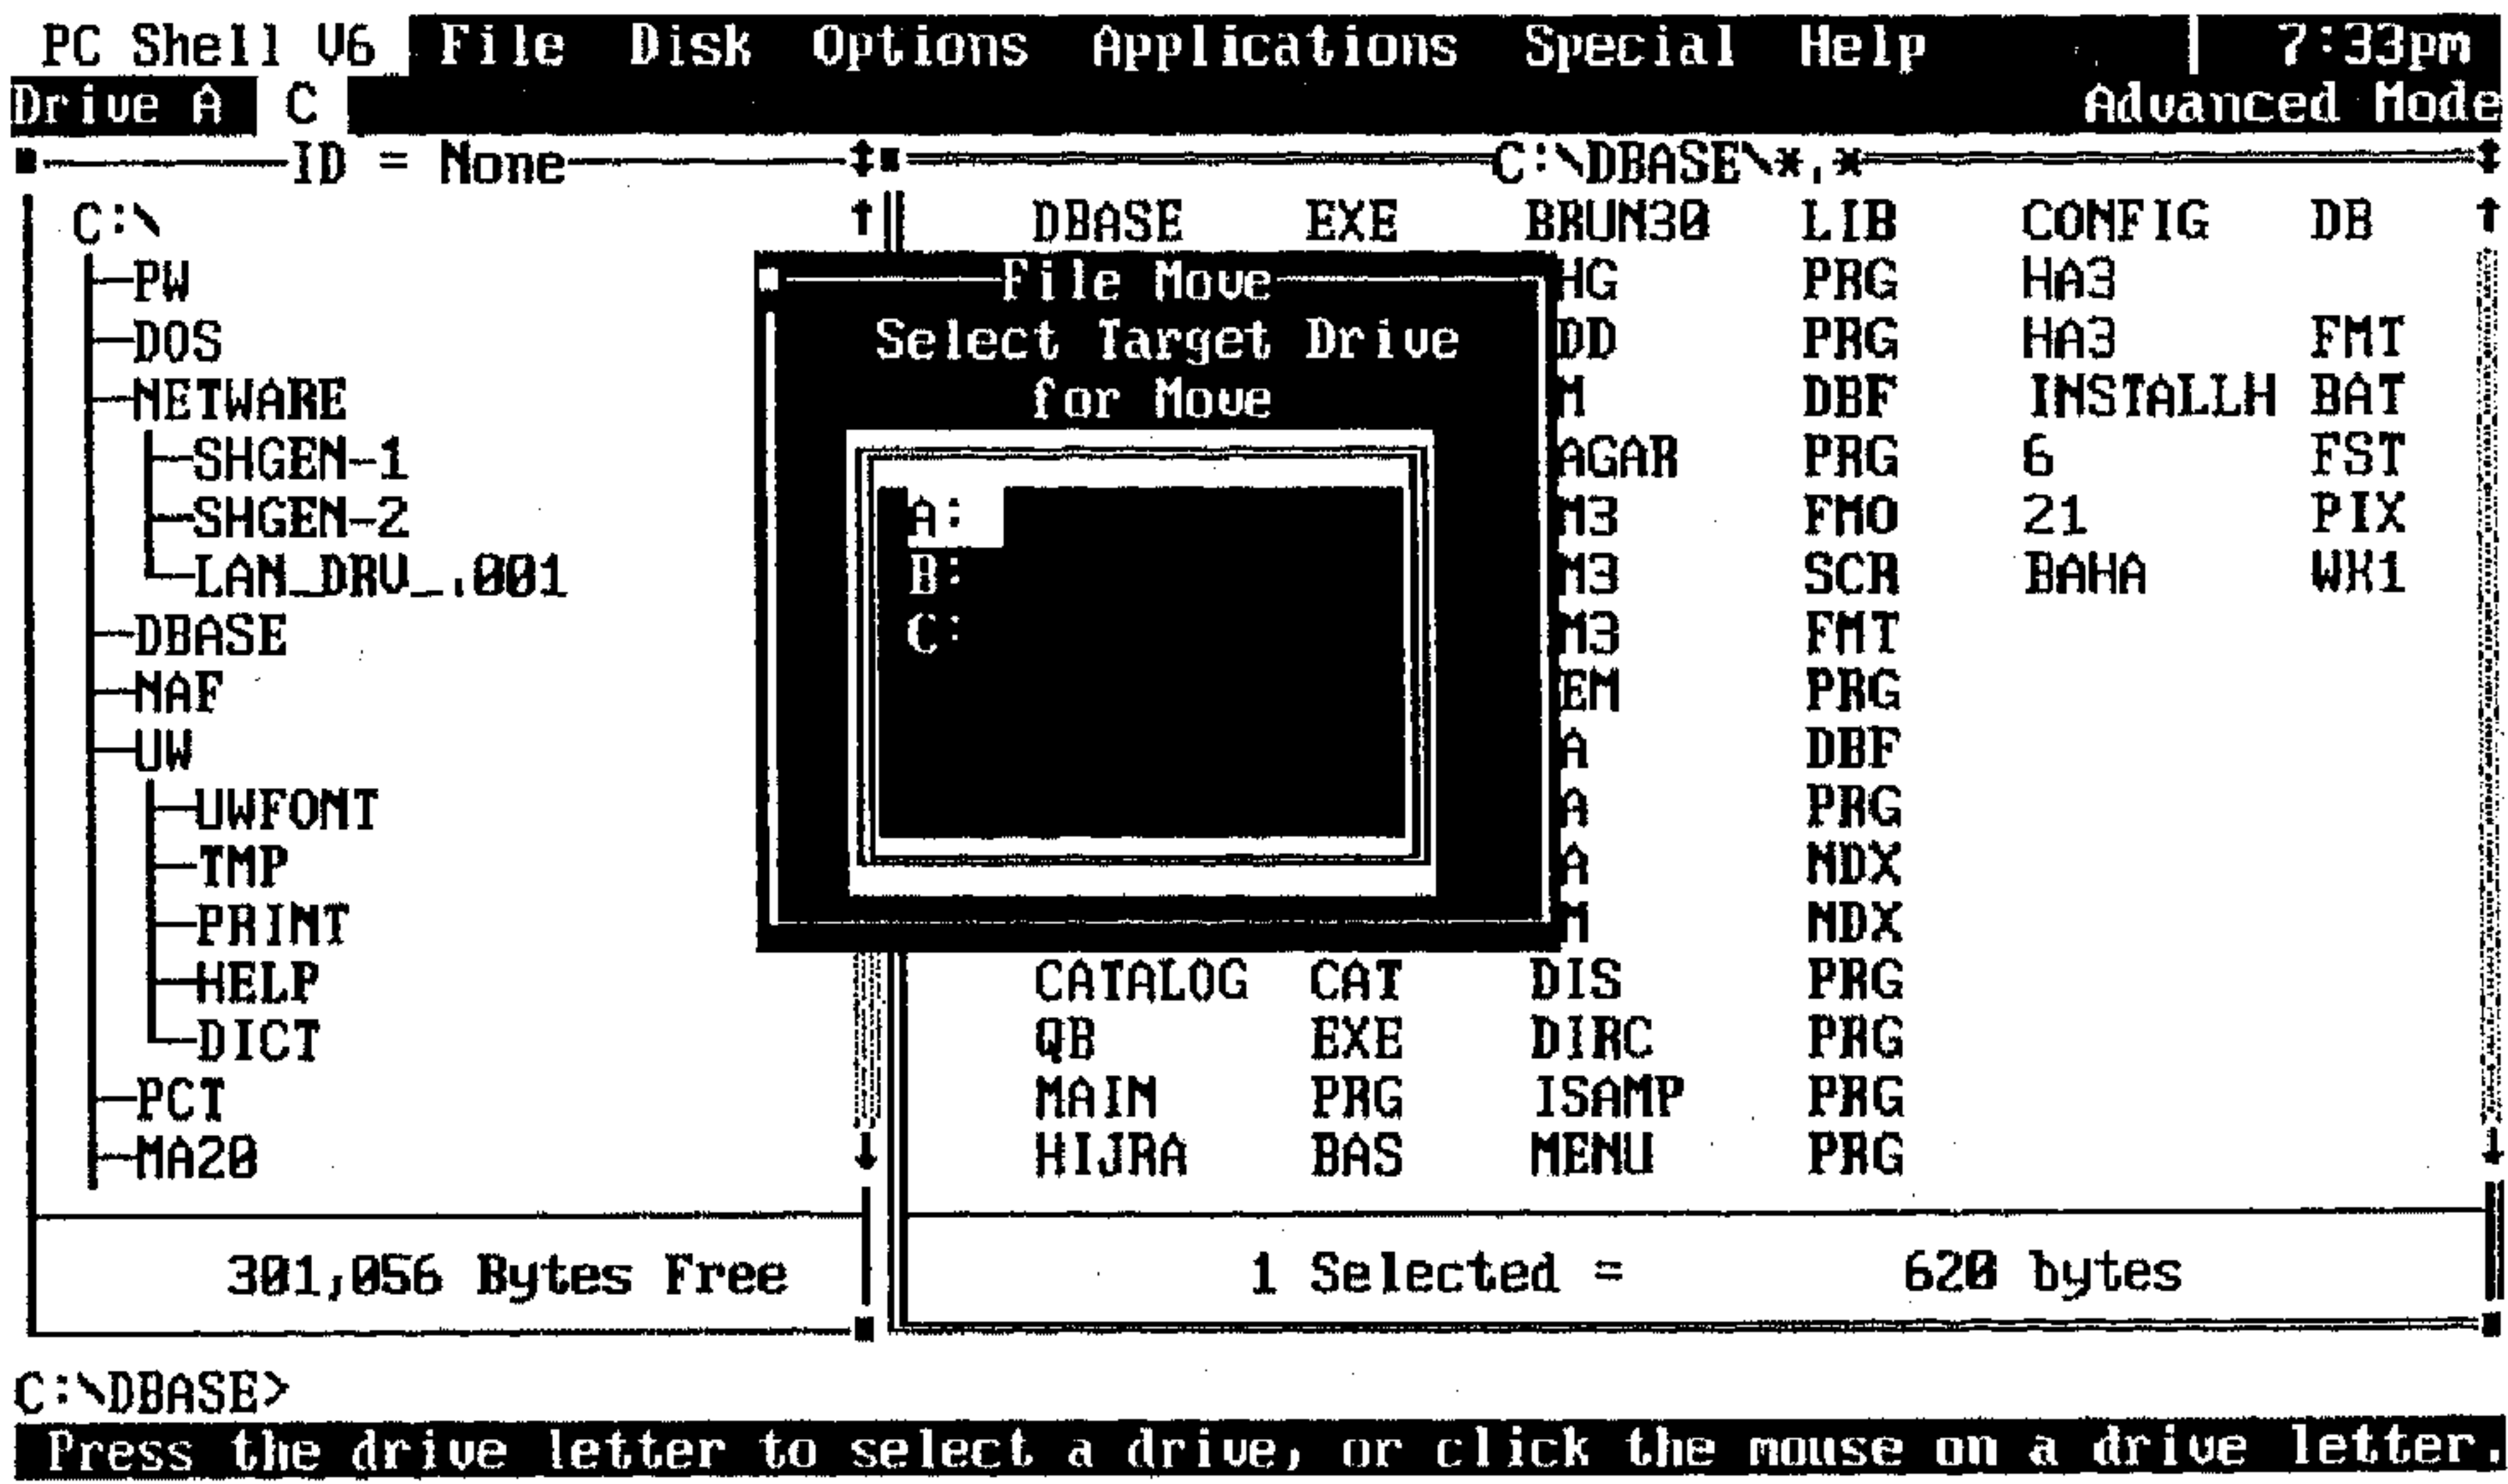 PC Shell V6 File Disk Options Applications Special Help 7:33pm
Drive A C Advanced Mode
ID = None
C:\DBASE\*.*
C:\
PW
DOS
NETWARE
SHGEN-1
SHGEN-2
LAN_DRV_.001
DBASE
NAF
UW
UWFONT
TMP
PRINT
HELP
DICT
PCT
MA20
DBASE EXE BRUN30 LIB CONFIG DB
HG PRG HA3
DD PRG HA3 FMT
M DBF INSTALLH BAT
AGAR PRG 6 FST
M3 FMO 21 PIX
M3 SCR BAHA WK1
M3 FMT
EM PRG
A DBF
A PRG
A NDX
M NDX
CATALOG CAT DIS PRG
QB EXE DIRC PRG
MAIN PRG ISAMP PRG
HIJRA BAS MENU PRG
File Move
Select Target Drive
for Move
A:
B:
C:
301,056 Bytes Free
1 Selected = 620 bytes
C:\DBASE>
Press the drive letter to select a drive, or click the mouse on a drive letter.